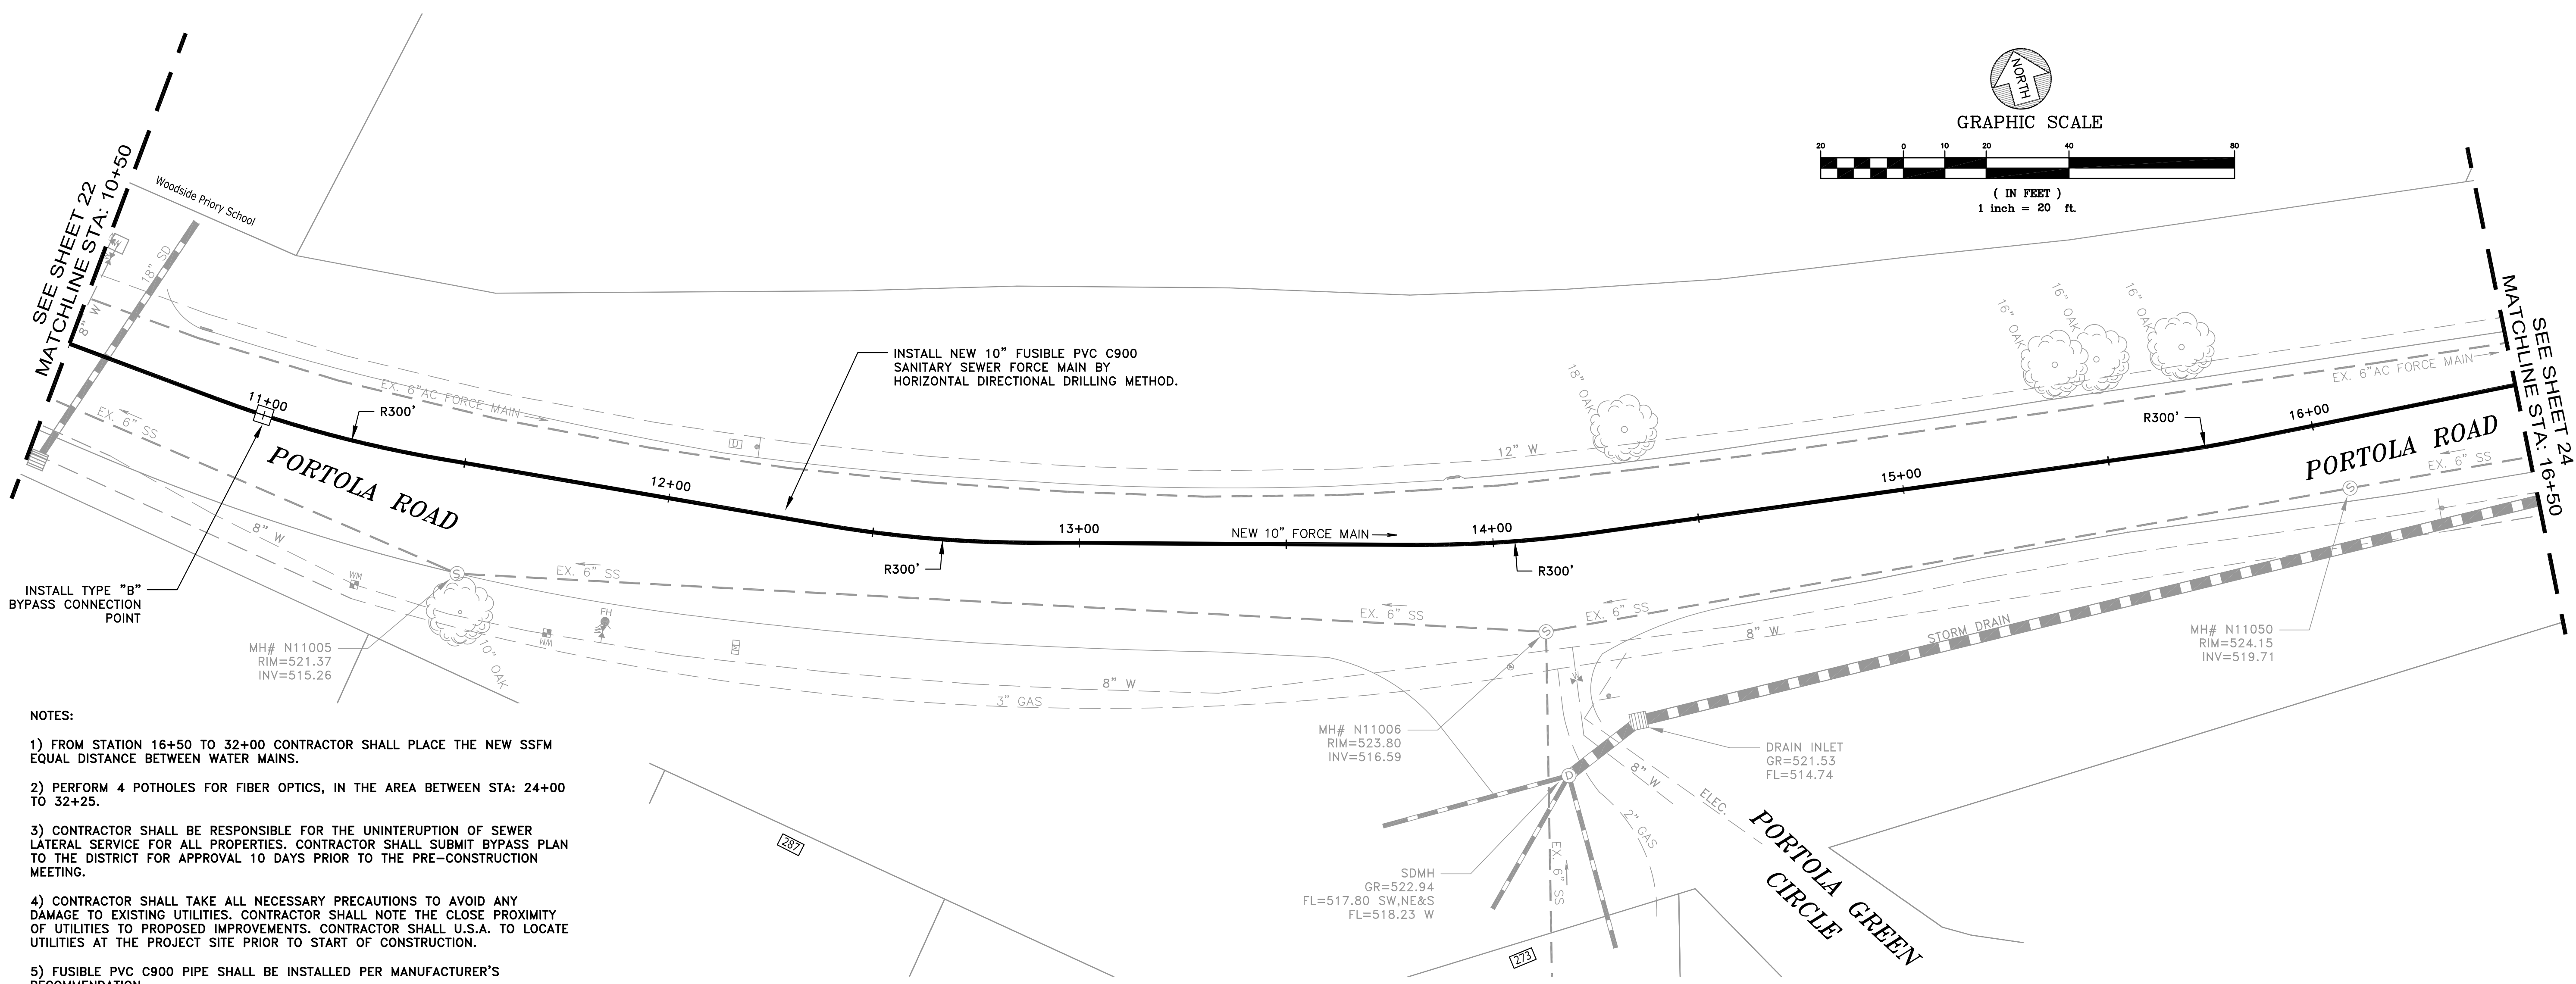 SEE SHEET 22
MATCHLINE STA: 10+50
Woodside Priory School
18" SD
8" W
NORTH
GRAPHIC SCALE
20 0 10 20 40 80
( IN FEET )
1 inch = 20 ft.
INSTALL NEW 10" FUSIBLE PVC C900
SANITARY SEWER FORCE MAIN BY
HORIZONTAL DIRECTIONAL DRILLING METHOD.
11+00
R300'
EX. 6"AC FORCE MAIN
U
12" W
18" OAK
16" OAK
16" OAK
16" OAK
EX. 6"AC FORCE MAIN
SEE SHEET 24
MATCHLINE STA: 16+50
EX. 6" SS
PORTOLA ROAD
12+00
13+00
NEW 10" FORCE MAIN
14+00
15+00
R300'
16+00
PORTOLA ROAD
EX. 6" SS
S
R300'
R300'
INSTALL TYPE "B"
BYPASS CONNECTION
POINT
8" W
WM
S
EX. 6" SS
FH
WM
10" OAK
MH# N11005
RIM=521.37
INV=515.26
8" W
3" GAS
EX. 6" SS
S
EX. 6" SS
8" W
STORM DRAIN
MH# N11050
RIM=524.15
INV=519.71
MH# N11006
RIM=523.80
INV=516.59
DRAIN INLET
GR=521.53
FL=514.74
D
8" W
ELEC.
2" GAS
EX. 6" SS
SDMH
GR=522.94
FL=517.80 SW,NE&S
FL=518.23 W
PORTOLA GREEN
CIRCLE
287
273
NOTES:
1) FROM STATION 16+50 TO 32+00 CONTRACTOR SHALL PLACE THE NEW SSFM
EQUAL DISTANCE BETWEEN WATER MAINS.
2) PERFORM 4 POTHOLES FOR FIBER OPTICS, IN THE AREA BETWEEN STA: 24+00
TO 32+25.
3) CONTRACTOR SHALL BE RESPONSIBLE FOR THE UNINTERUPTION OF SEWER
LATERAL SERVICE FOR ALL PROPERTIES. CONTRACTOR SHALL SUBMIT BYPASS PLAN
TO THE DISTRICT FOR APPROVAL 10 DAYS PRIOR TO THE PRE-CONSTRUCTION
MEETING.
4) CONTRACTOR SHALL TAKE ALL NECESSARY PRECAUTIONS TO AVOID ANY
DAMAGE TO EXISTING UTILITIES. CONTRACTOR SHALL NOTE THE CLOSE PROXIMITY
OF UTILITIES TO PROPOSED IMPROVEMENTS. CONTRACTOR SHALL U.S.A. TO LOCATE
UTILITIES AT THE PROJECT SITE PRIOR TO START OF CONSTRUCTION.
5) FUSIBLE PVC C900 PIPE SHALL BE INSTALLED PER MANUFACTURER'S
RECOMMENDATION